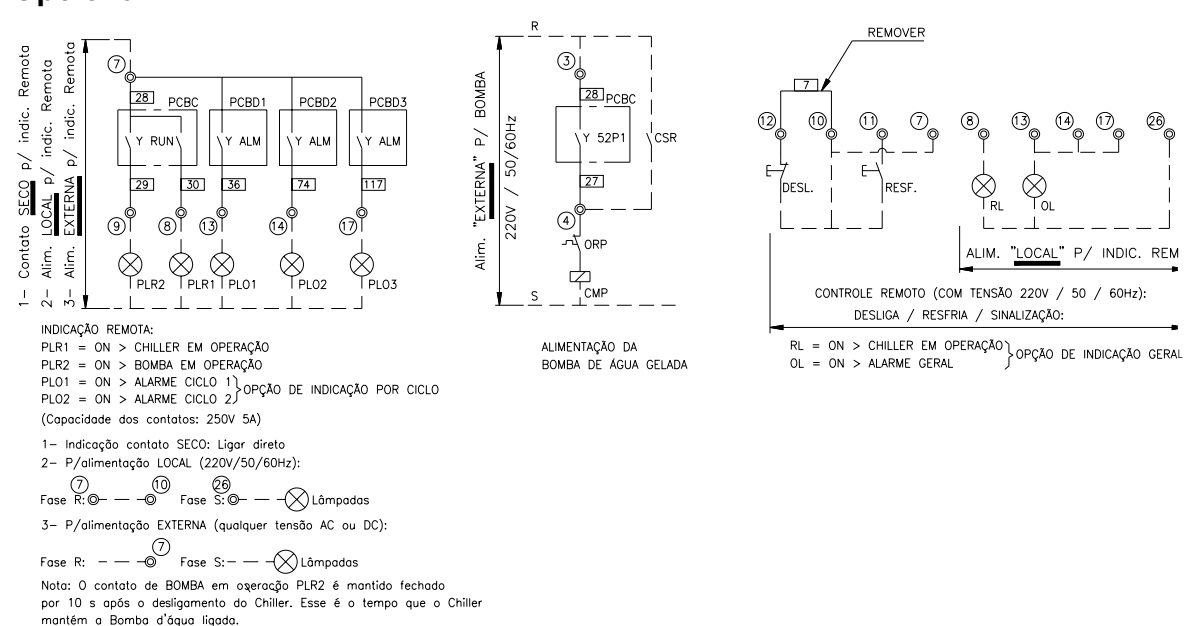 1- Contato SECO p/ indic. Remota
2- Alim. LOCAL p/ indic. Remota
3- Alim. EXTERNA p/ indic. Remota
7
28 PCBC PCBD1 PCBD2 PCBD3
Y RUN Y ALM Y ALM Y ALM
29 30 36 74 117
9 8 13 14 17
PLR2 PLR1 PLO1 PLO2 PLO3
INDICAÇÃO REMOTA:
PLR1 = ON > CHILLER EM OPERAÇÃO
PLR2 = ON > BOMBA EM OPERAÇÃO
PLO1 = ON > ALARME CICLO 1
PLO2 = ON > ALARME CICLO 2
OPÇÃO DE INDICAÇÃO POR CICLO
(Capacidade dos contatos: 250V 5A)
1- Indicação contato SECO: Ligar direto
2- P/alimentação LOCAL (220V/50/60Hz):
7 10 26
Fase R: Fase S: Lâmpadas
3- P/alimentação EXTERNA (qualquer tensão AC ou DC):
7
Fase R: Fase S: Lâmpadas
Nota: O contato de BOMBA em operação PLR2 é mantido fechado
por 10 s após o desligamento do Chiller. Esse é o tempo que o Chiller
mantém a Bomba d'água ligada.
Alim. "EXTERNA" P/ BOMBA
220V / 50/60Hz
R
3
28 PCBC
Y 52P1 CSR
27
4
ORP
CMP
S
ALIMENTAÇÃO DA
BOMBA DE ÁGUA GELADA
REMOVER
7
12 10 11 7 8 13 14 17 26
DESL. RESF. RL OL
ALIM. "LOCAL" P/ INDIC. REM
CONTROLE REMOTO (COM TENSÃO 220V / 50 / 60Hz):
DESLIGA / RESFRIA / SINALIZAÇÃO:
RL = ON > CHILLER EM OPERAÇÃO
OL = ON > ALARME GERAL
OPÇÃO DE INDICAÇÃO GERAL